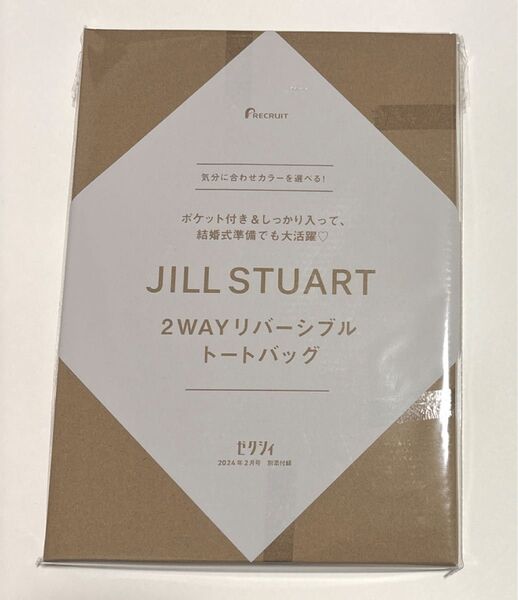 RECRUIT
気分に合わせカラーを選べる!
ポケット付き&しっかり入って、
結婚式準備でも大活躍♡
JILL STUART
2WAYリバーシブル
トートバッグ
ゼクシィ
2024年2月号 別添付録